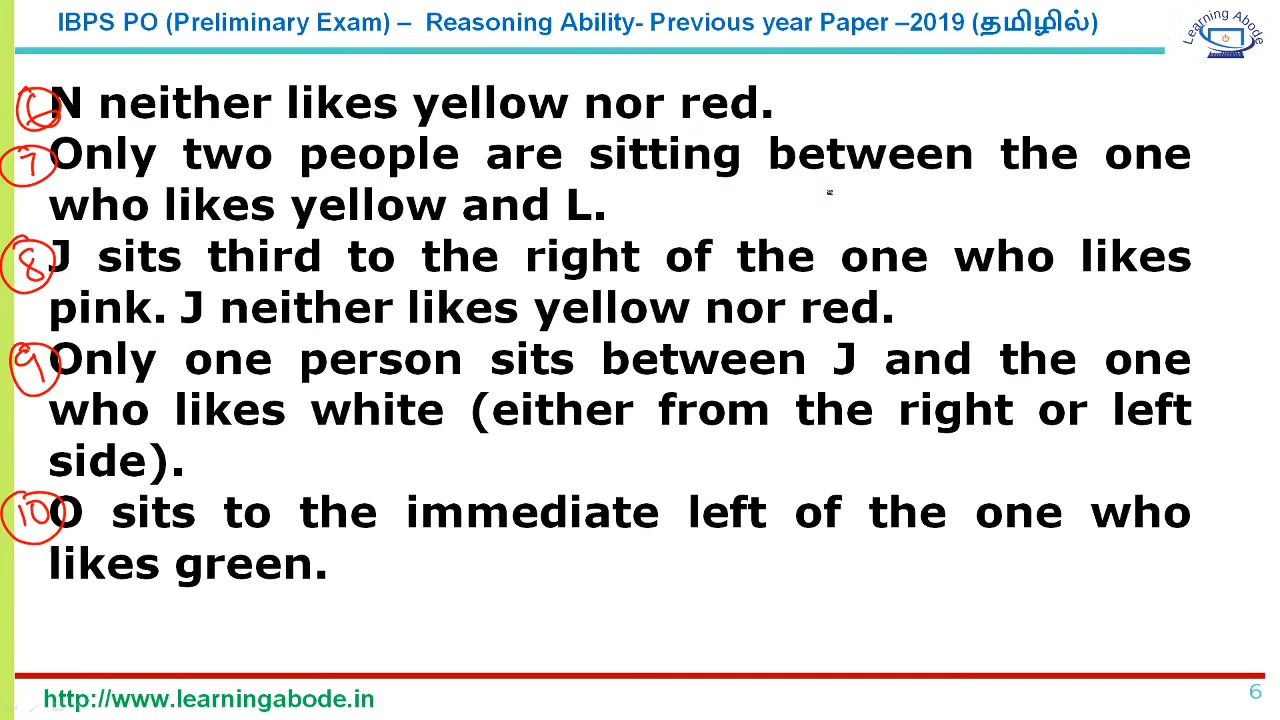 IBPS PO (Preliminary Exam) – Reasoning Ability- Previous year Paper –2019 (தமிழில்)
Learning Abode
6 N neither likes yellow nor red.
7 Only two people are sitting between the one
who likes yellow and L.
8 J sits third to the right of the one who likes
pink. J neither likes yellow nor red.
9 Only one person sits between J and the one
who likes white (either from the right or left
side).
10 O sits to the immediate left of the one who
likes green.
http://www.learningabode.in
6